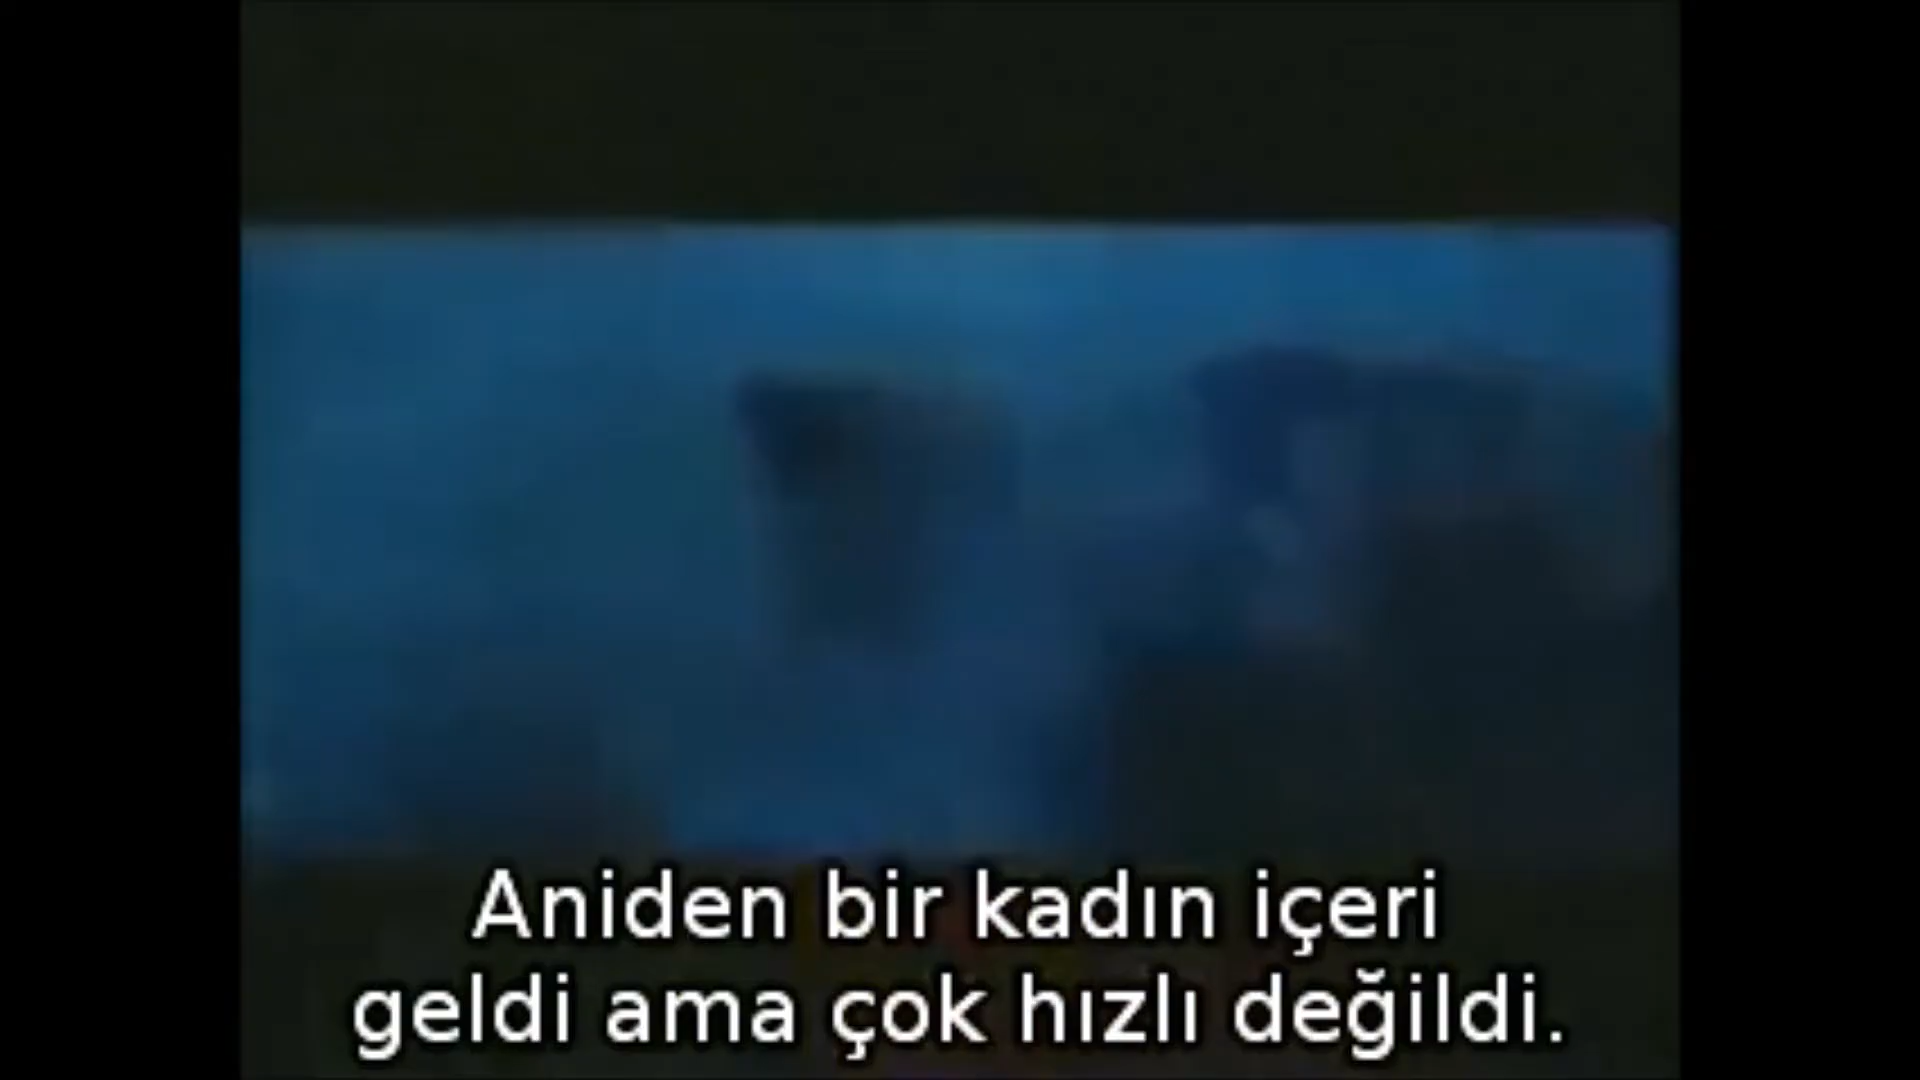 Aniden bir kadın içeri
geldi ama çok hızlı değildi.